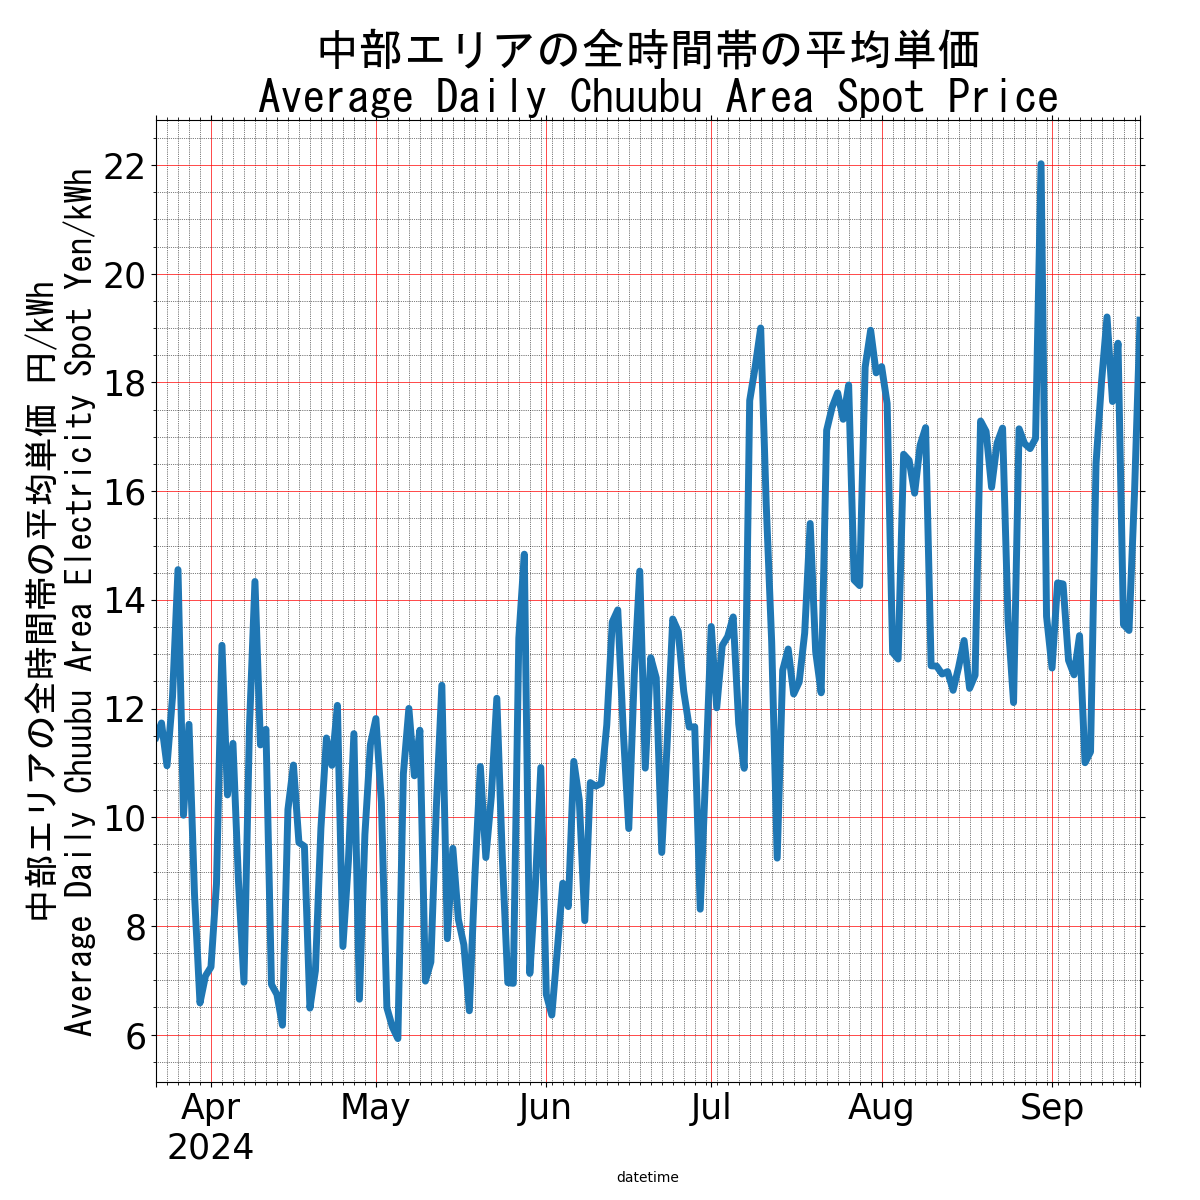 中部エリアの全時間帯の平均単価
Average Daily Chuubu Area Spot Price
中部エリアの全時間帯の平均単価 円/kWh
Average Daily Chuubu Area Electricity Spot Yen/kWh
22
20
18
16
14
12
10
8
6
Apr
2024
May
Jun
Jul
Aug
Sep
datetime